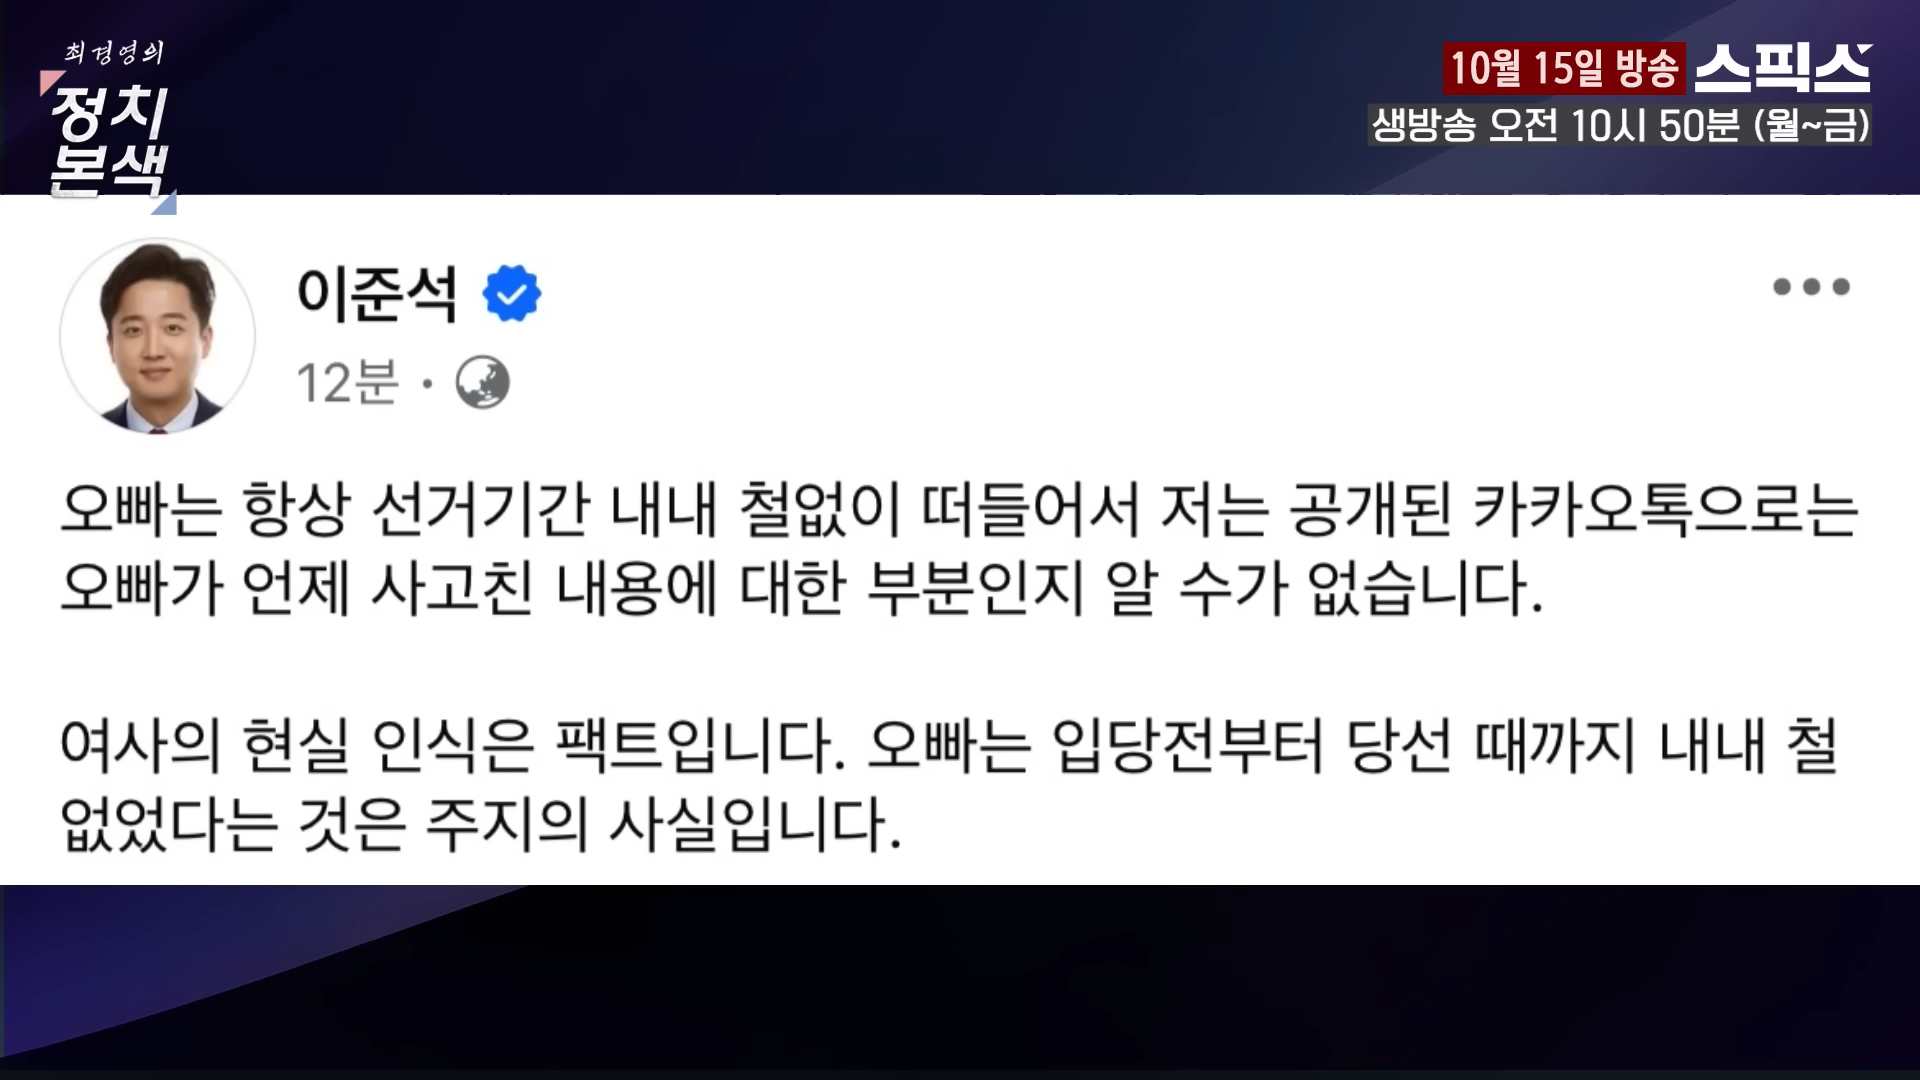 최경영의
정치
본색
10월 15일 방송 스픽스
생방송 오전 10시 50분 (월~금)
이준석
12분 ·
오빠는 항상 선거기간 내내 철없이 떠들어서 저는 공개된 카카오톡으로는
오빠가 언제 사고친 내용에 대한 부분인지 알 수가 없습니다.
여사의 현실 인식은 팩트입니다. 오빠는 입당전부터 당선 때까지 내내 철
없었다는 것은 주지의 사실입니다.